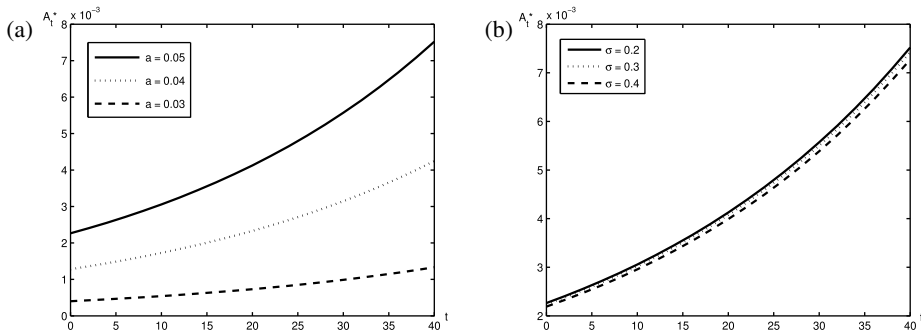 (a)
A_t* x 10^-3
8
7
6
5
4
3
2
1
0
a = 0.05
a = 0.04
a = 0.03
0 5 10 15 20 25 30 35 40 t
(b)
A_t* x 10^-3
8
7
6
5
4
3
2
σ = 0.2
σ = 0.3
σ = 0.4
0 5 10 15 20 25 30 35 40 t